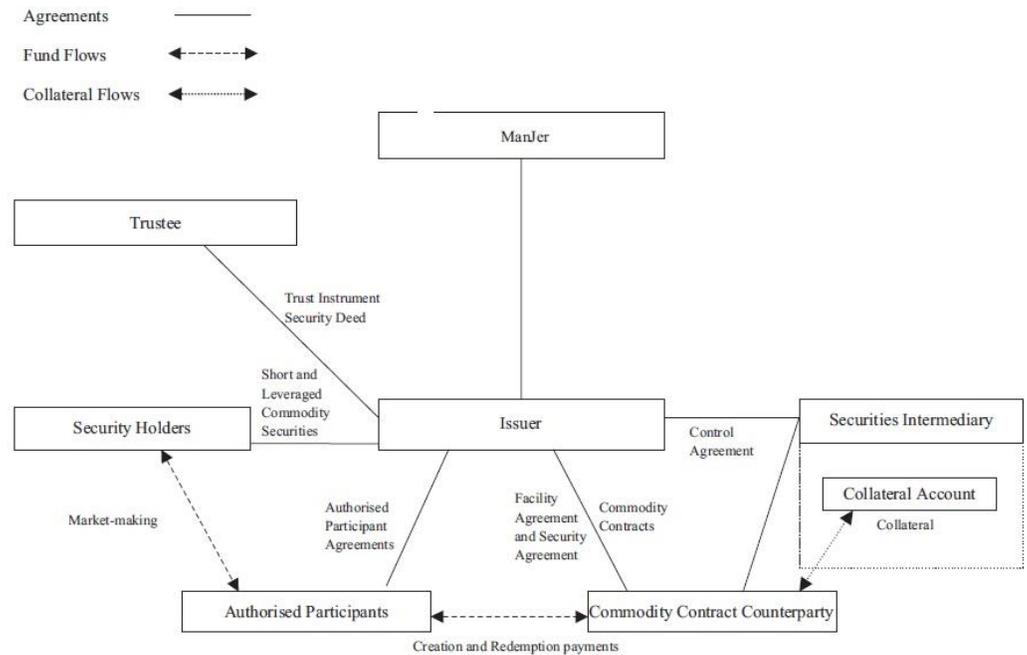 Agreements
Fund Flows
Collateral Flows
ManJer
Trustee
Trust Instrument
Security Deed
Short and
Leveraged
Commodity
Securities
Security Holders
Issuer
Control
Agreement
Securities Intermediary
Collateral Account
Collateral
Market-making
Authorised
Participant
Agreements
Facility
Agreement
and Security
Agreement
Commodity
Contracts
Authorised Participants
Commodity Contract Counterparty
Creation and Redemption payments